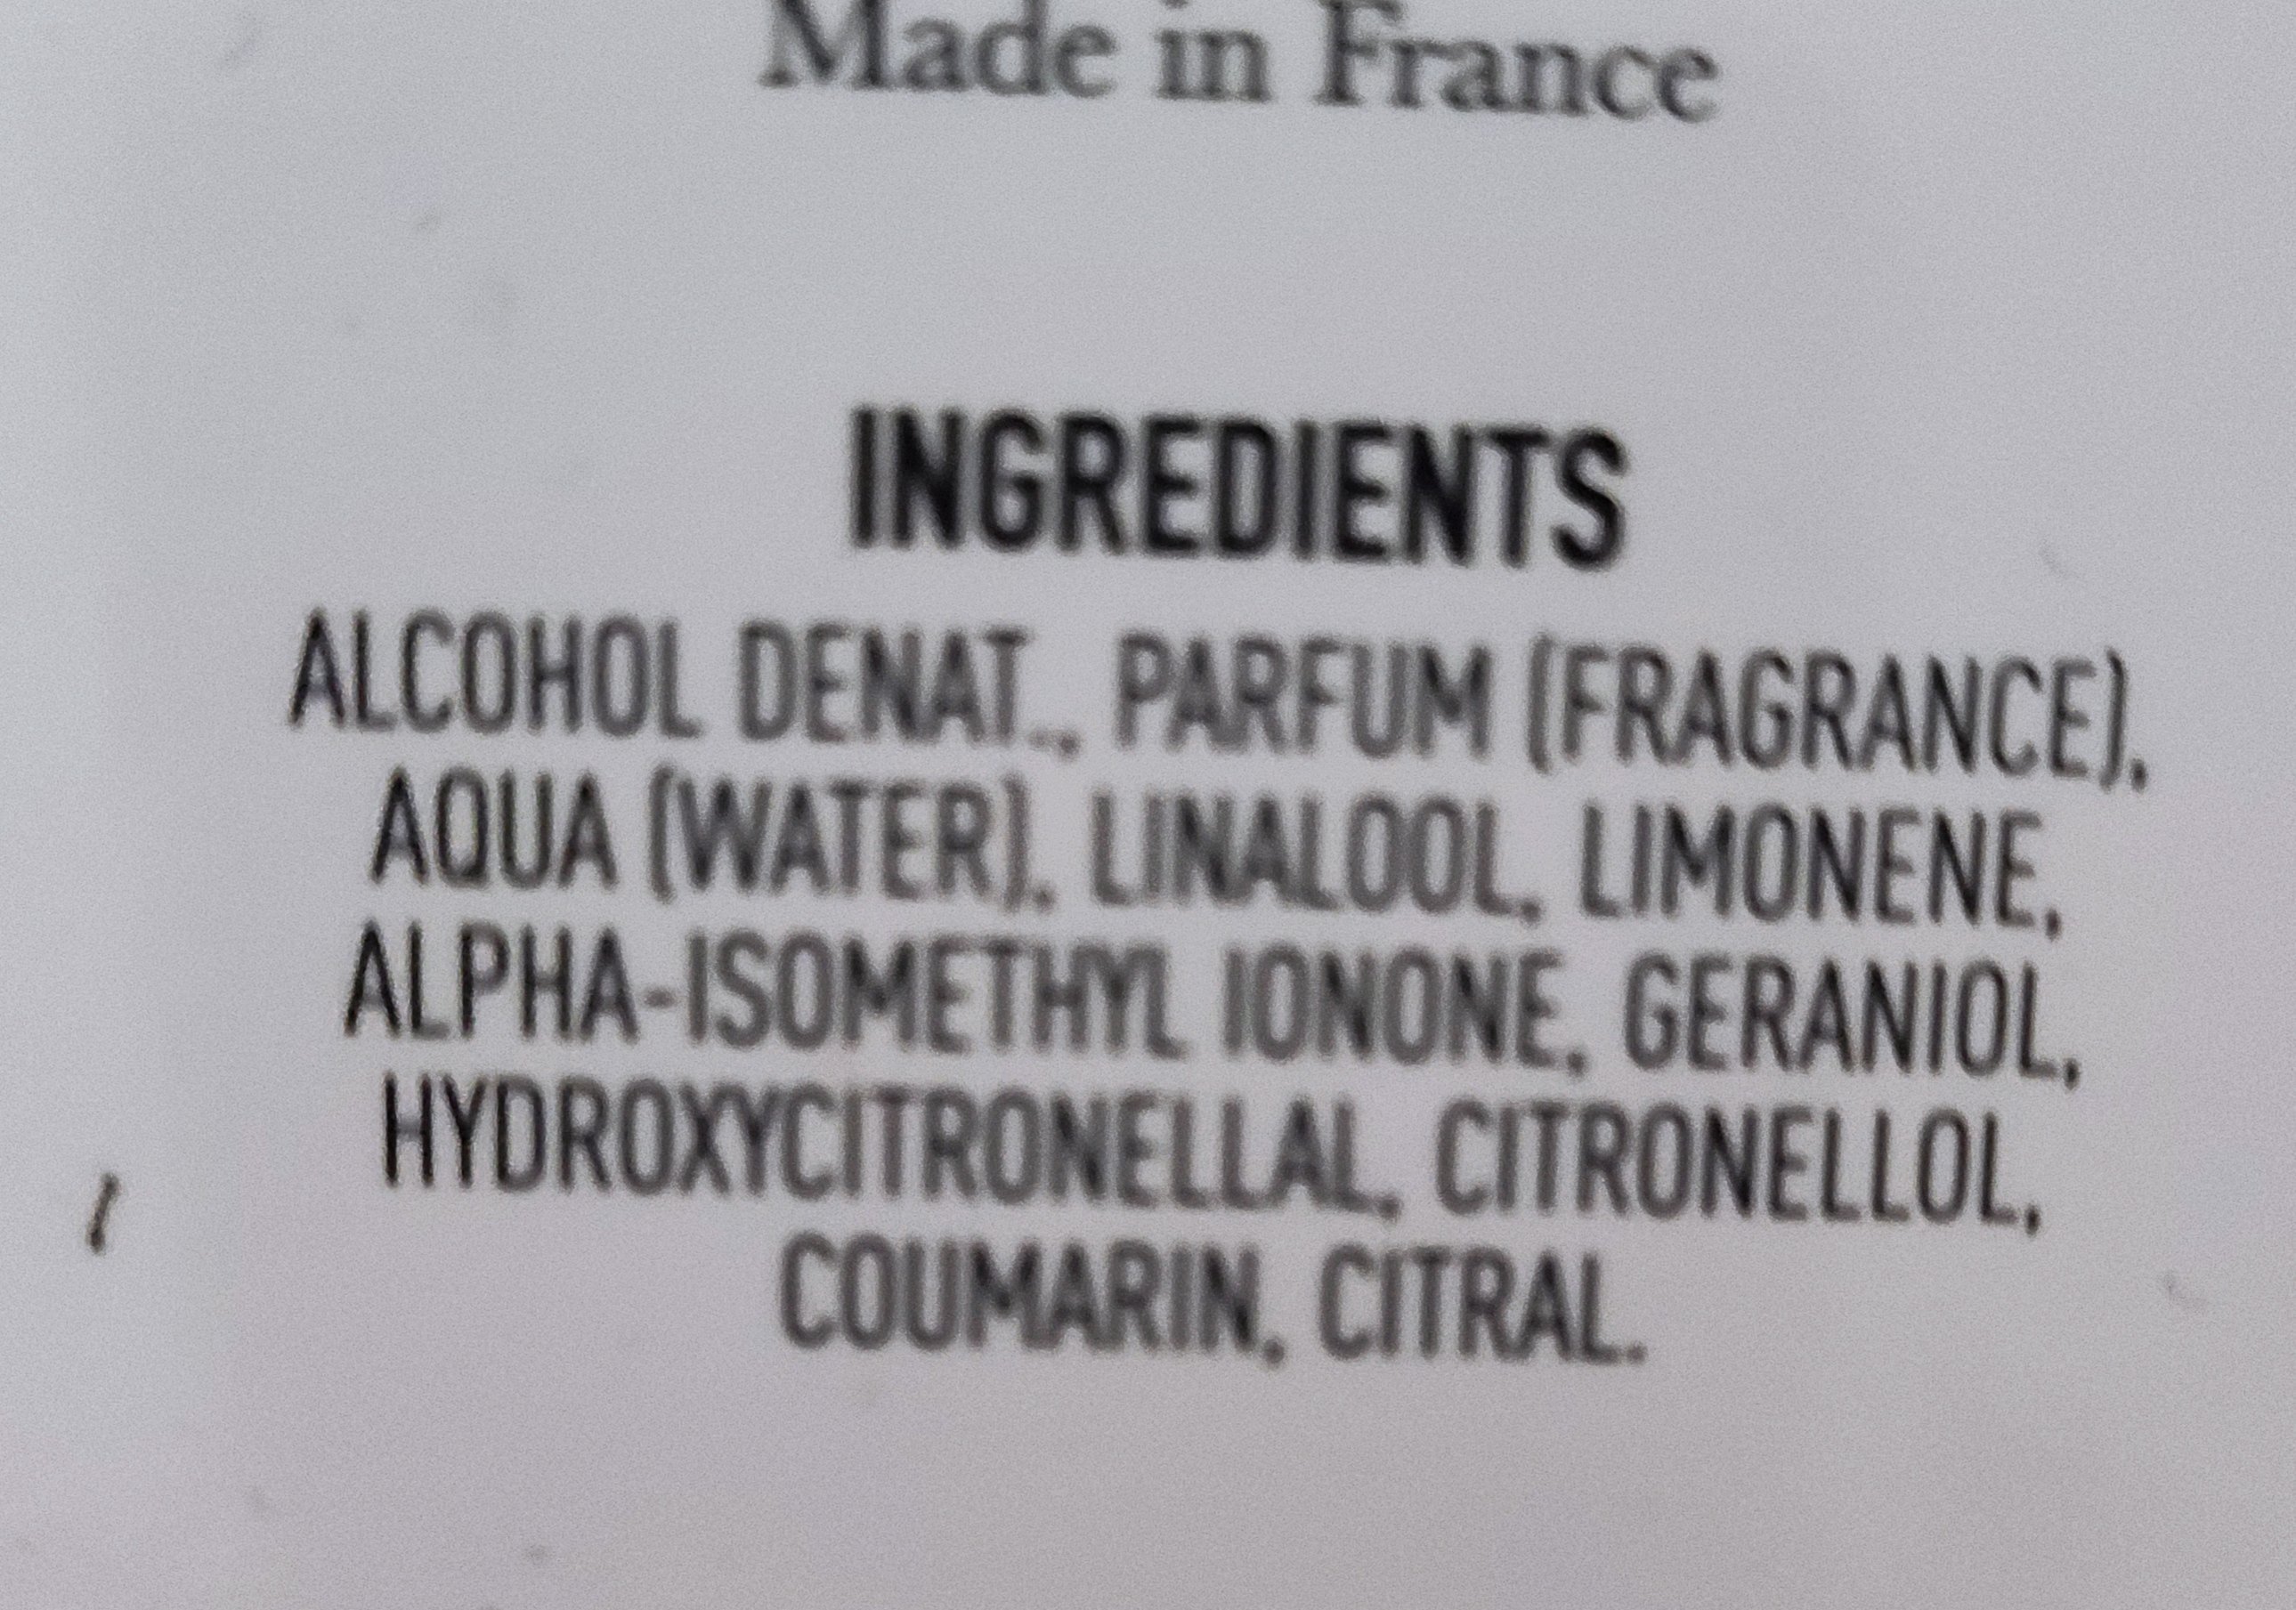 Made in France
INGREDIENTS
ALCOHOL DENAT., PARFUM (FRAGRANCE),
AQUA (WATER), LINALOOL, LIMONENE,
ALPHA-ISOMETHYL IONONE, GERANIOL,
HYDROXYCITRONELLAL, CITRONELLOL,
COUMARIN, CITRAL.